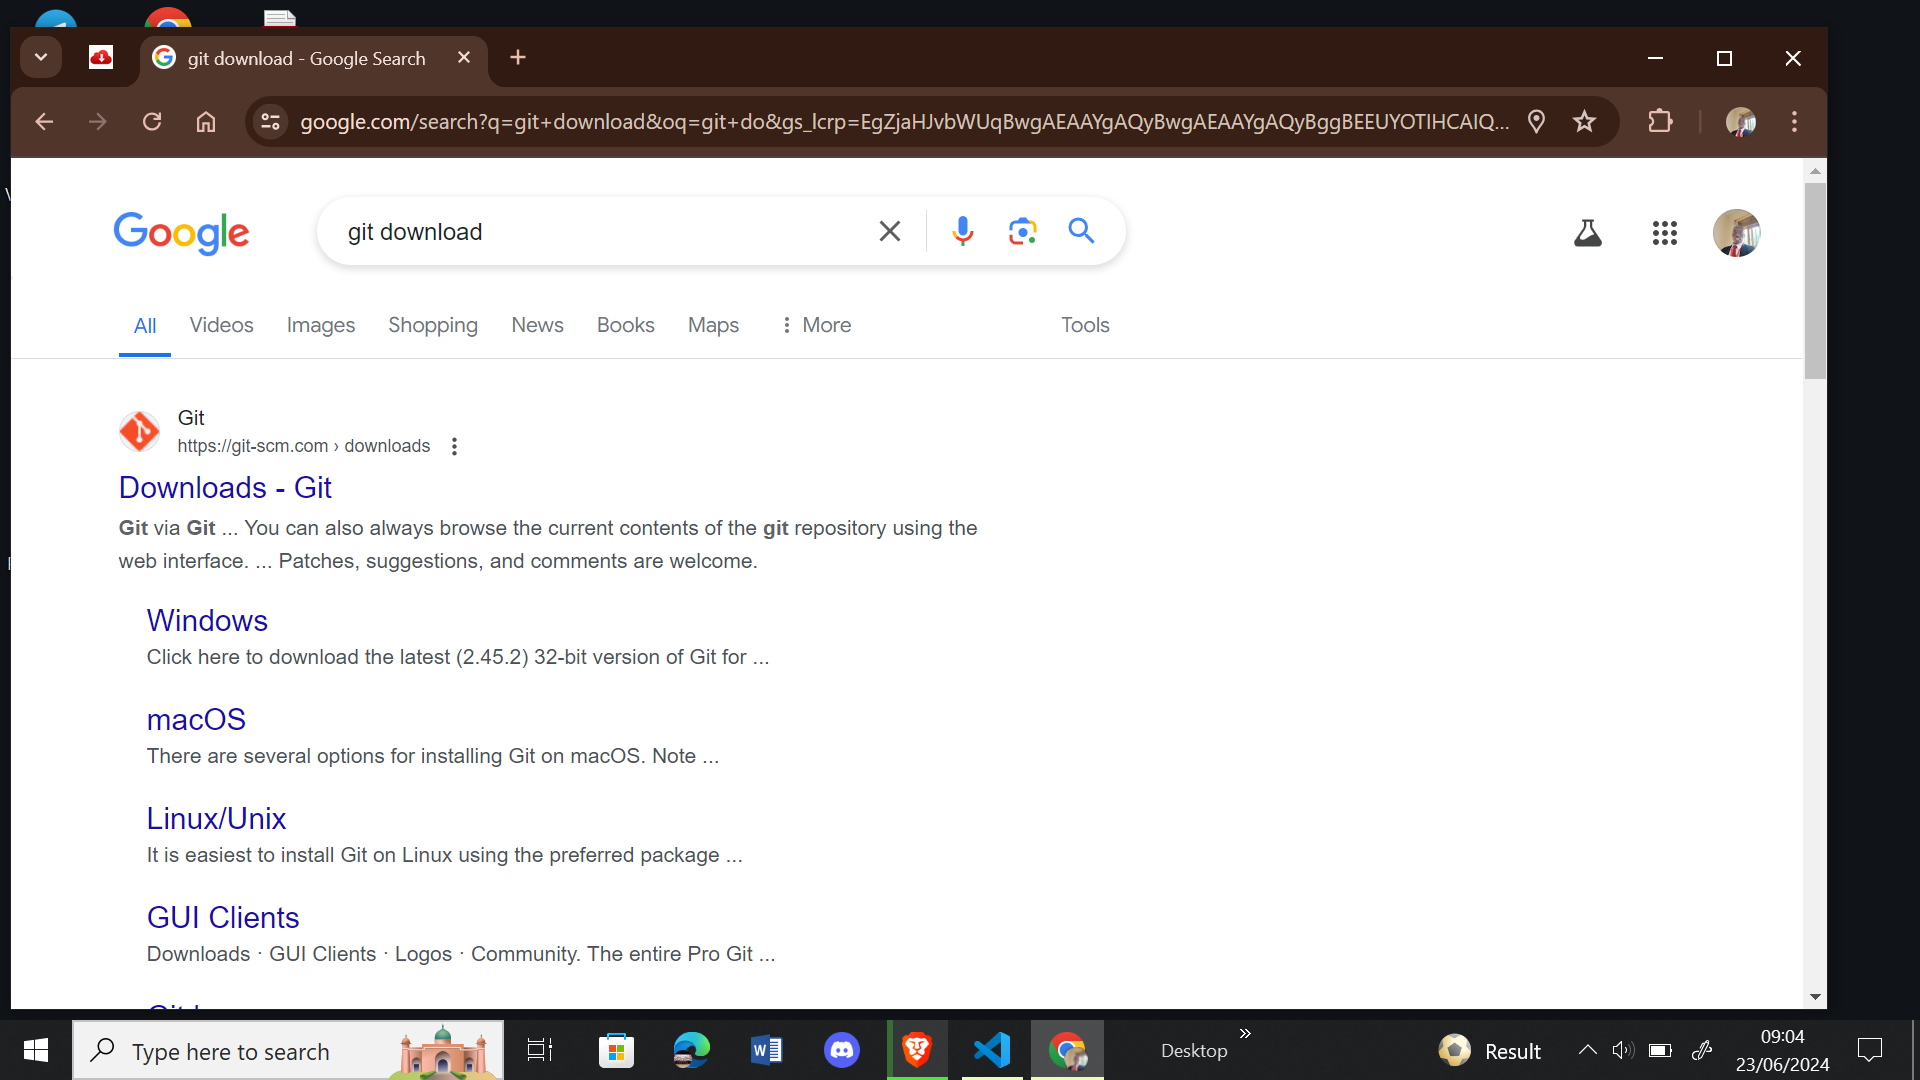 git download - Google Search
google.com/search?q=git+download&oq=git+do&gs_lcrp=EgZjaHJvbWUqBwgAEAAYgAQyBwgAEAAYgAQyBggBEEUYOTIHCAIQ...
Google
git download
All Videos Images Shopping News Books Maps More Tools
Git
https://git-scm.com › downloads
Downloads - Git
Git via Git ... You can also always browse the current contents of the git repository using the
web interface. ... Patches, suggestions, and comments are welcome.
Windows
Click here to download the latest (2.45.2) 32-bit version of Git for ...
macOS
There are several options for installing Git on macOS. Note ...
Linux/Unix
It is easiest to install Git on Linux using the preferred package ...
GUI Clients
Downloads · GUI Clients · Logos · Community. The entire Pro Git ...
Type here to search
Desktop
Result
09:04
23/06/2024